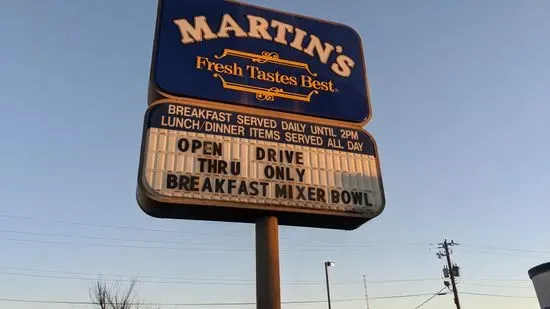 MARTIN'S
Fresh Tastes Best®
BREAKFAST SERVED DAILY UNTIL 2PM
LUNCH/DINNER ITEMS SERVED ALL DAY
OPEN DRIVE
THRU ONLY
BREAKFAST MIXER BOWL